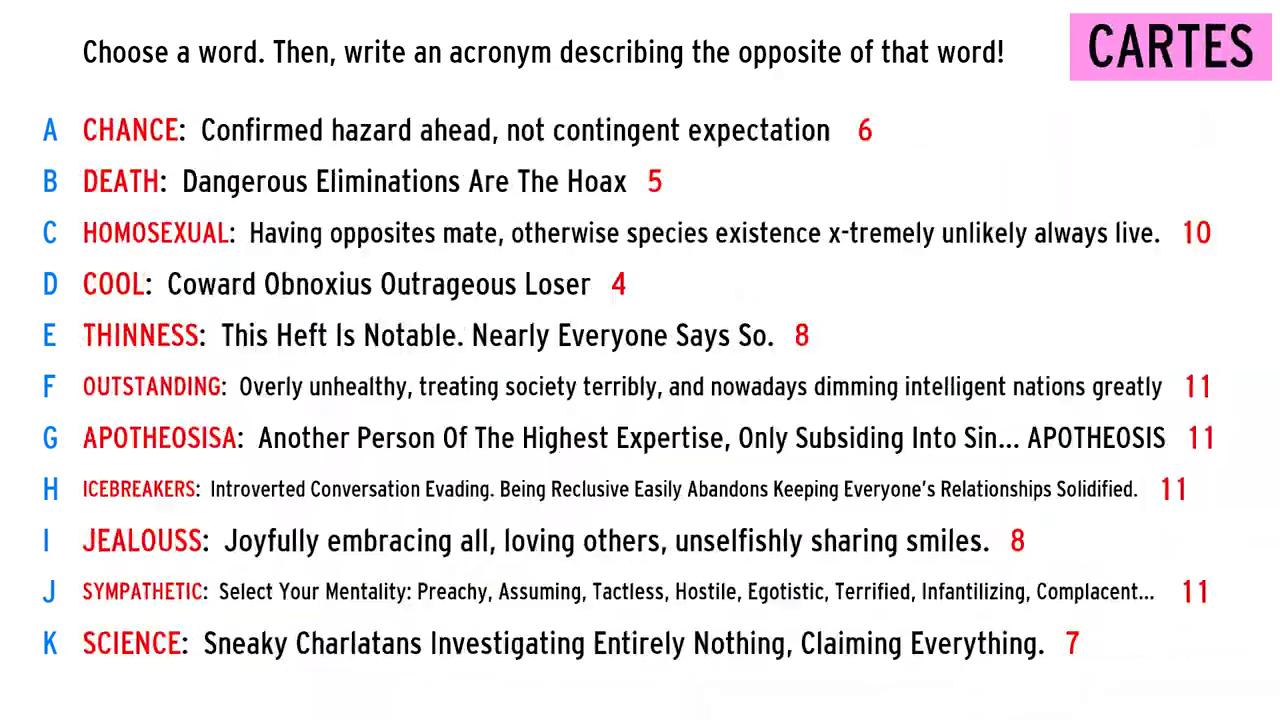 Choose a word. Then, write an acronym describing the opposite of that word!
CARTES
A CHANCE: Confirmed hazard ahead, not contingent expectation 6
B DEATH: Dangerous Eliminations Are The Hoax 5
C HOMOSEXUAL: Having opposites mate, otherwise species existence x-tremely unlikely always live. 10
D COOL: Coward Obnoxius Outrageous Loser 4
E THINNESS: This Heft Is Notable. Nearly Everyone Says So. 8
F OUTSTANDING: Overly unhealthy, treating society terribly, and nowadays dimming intelligent nations greatly 11
G APOTHEOSISA: Another Person Of The Highest Expertise, Only Subsiding Into Sin... APOTHEOSIS 11
H ICEBREAKERS: Introverted Conversation Evading. Being Reclusive Easily Abandons Keeping Everyone's Relationships Solidified. 11
I JEALOUSS: Joyfully embracing all, loving others, unselfishly sharing smiles. 8
J SYMPATHETIC: Select Your Mentality: Preachy, Assuming, Tactless, Hostile, Egotistic, Terrified, Infantilizing, Complacent... 11
K SCIENCE: Sneaky Charlatans Investigating Entirely Nothing, Claiming Everything. 7